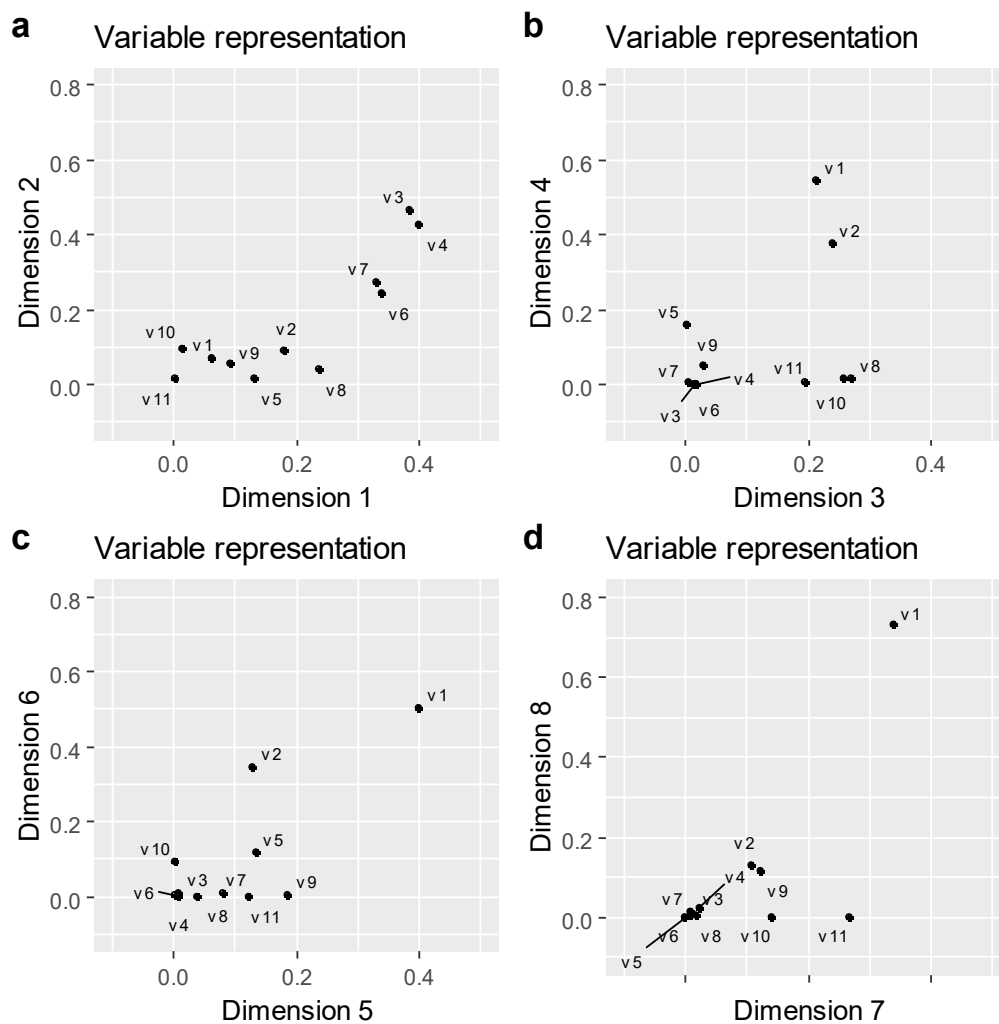 a
Variable representation
0.8
0.6
0.4
0.2
0.0
Dimension 2
v3
v4
v7
v6
v10
v1
v9
v2
v11
v5
v8
0.0 0.2 0.4
Dimension 1
b
Variable representation
0.8
0.6
0.4
0.2
0.0
Dimension 4
v1
v2
v5
v9
v7
v4
v11
v8
v3
v6
v10
0.0 0.2 0.4
Dimension 3
c
Variable representation
0.8
0.6
0.4
0.2
0.0
Dimension 6
v1
v2
v5
v10
v6
v3
v7
v9
v4
v8
v11
0.0 0.2 0.4
Dimension 5
d
Variable representation
0.8
0.6
0.4
0.2
0.0
Dimension 8
v1
v2
v4
v9
v7
v3
v6
v8
v10
v11
v5
Dimension 7